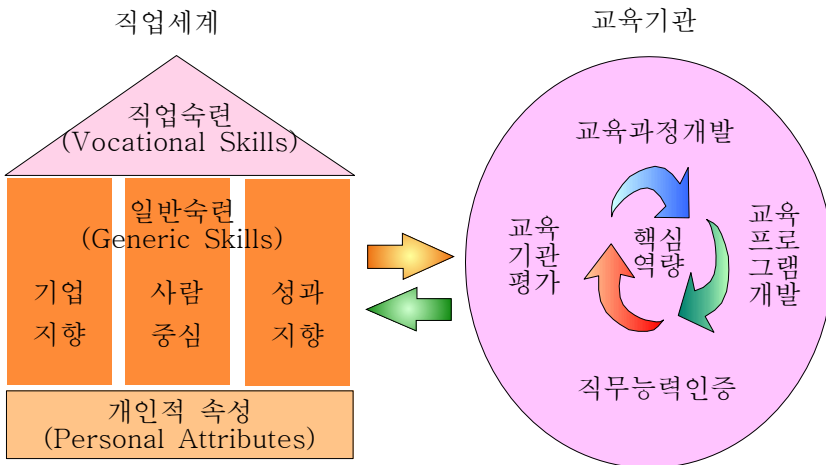 직업세계
직업숙련
(Vocational Skills)
일반숙련
(Generic Skills)
기업
지향
사람
중심
성과
지향
개인적 속성
(Personal Attributes)
교육기관
교육과정개발
교육
기관
평가
핵심
역량
교육
프로
그램
개발
직무능력인증